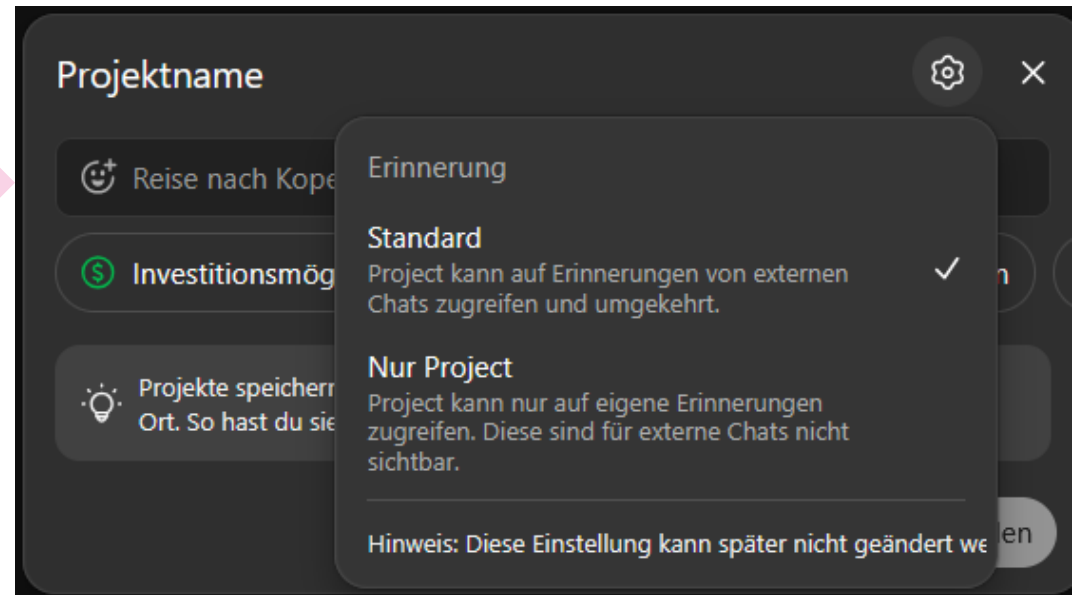 Projektname
Reise nach Kope
Investitionsmög
n
Projekte speichern
Ort. So hast du sie
Erinnerung
Standard
Project kann auf Erinnerungen von externen
Chats zugreifen und umgekehrt.
Nur Project
Project kann nur auf eigene Erinnerungen
zugreifen. Diese sind für externe Chats nicht
sichtbar.
Hinweis: Diese Einstellung kann später nicht geändert we
len